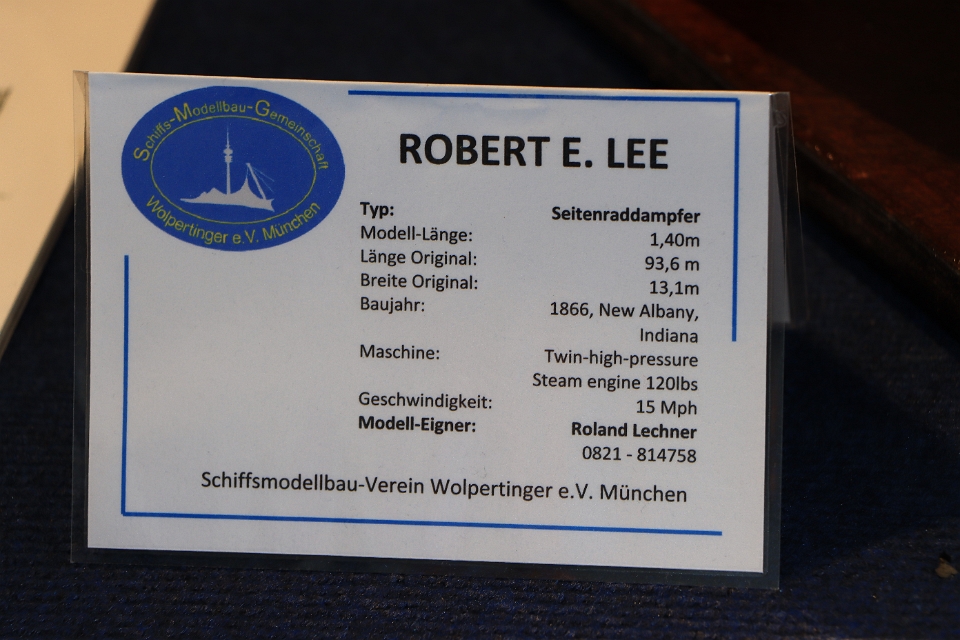 Schiffs-Modellbau-Gemeinschaft
Wolpertinger e.V. München
ROBERT E. LEE
Typ: Seitenraddampfer
Modell-Länge: 1,40m
Länge Original: 93,6 m
Breite Original: 13,1m
Baujahr: 1866, New Albany,
Indiana
Maschine: Twin-high-pressure
Steam engine 120lbs
Geschwindigkeit: 15 Mph
Modell-Eigner: Roland Lechner
0821 - 814758
Schiffsmodellbau-Verein Wolpertinger e.V. München